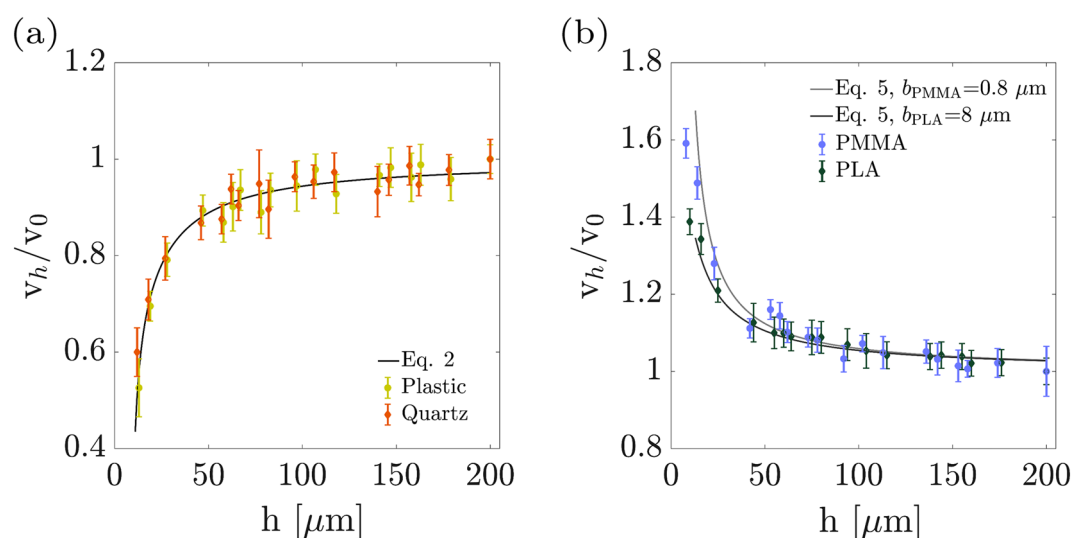 (a)
1.2
1
0.8
0.6
0.4
v_h/v_0
0 50 100 150 200
h [μm]
Eq. 2
Plastic
Quartz
(b)
1.8
1.6
1.4
1.2
1
0.8
v_h/v_0
0 50 100 150 200
h [μm]
Eq. 5, b_PMMA=0.8 μm
Eq. 5, b_PLA=8 μm
PMMA
PLA